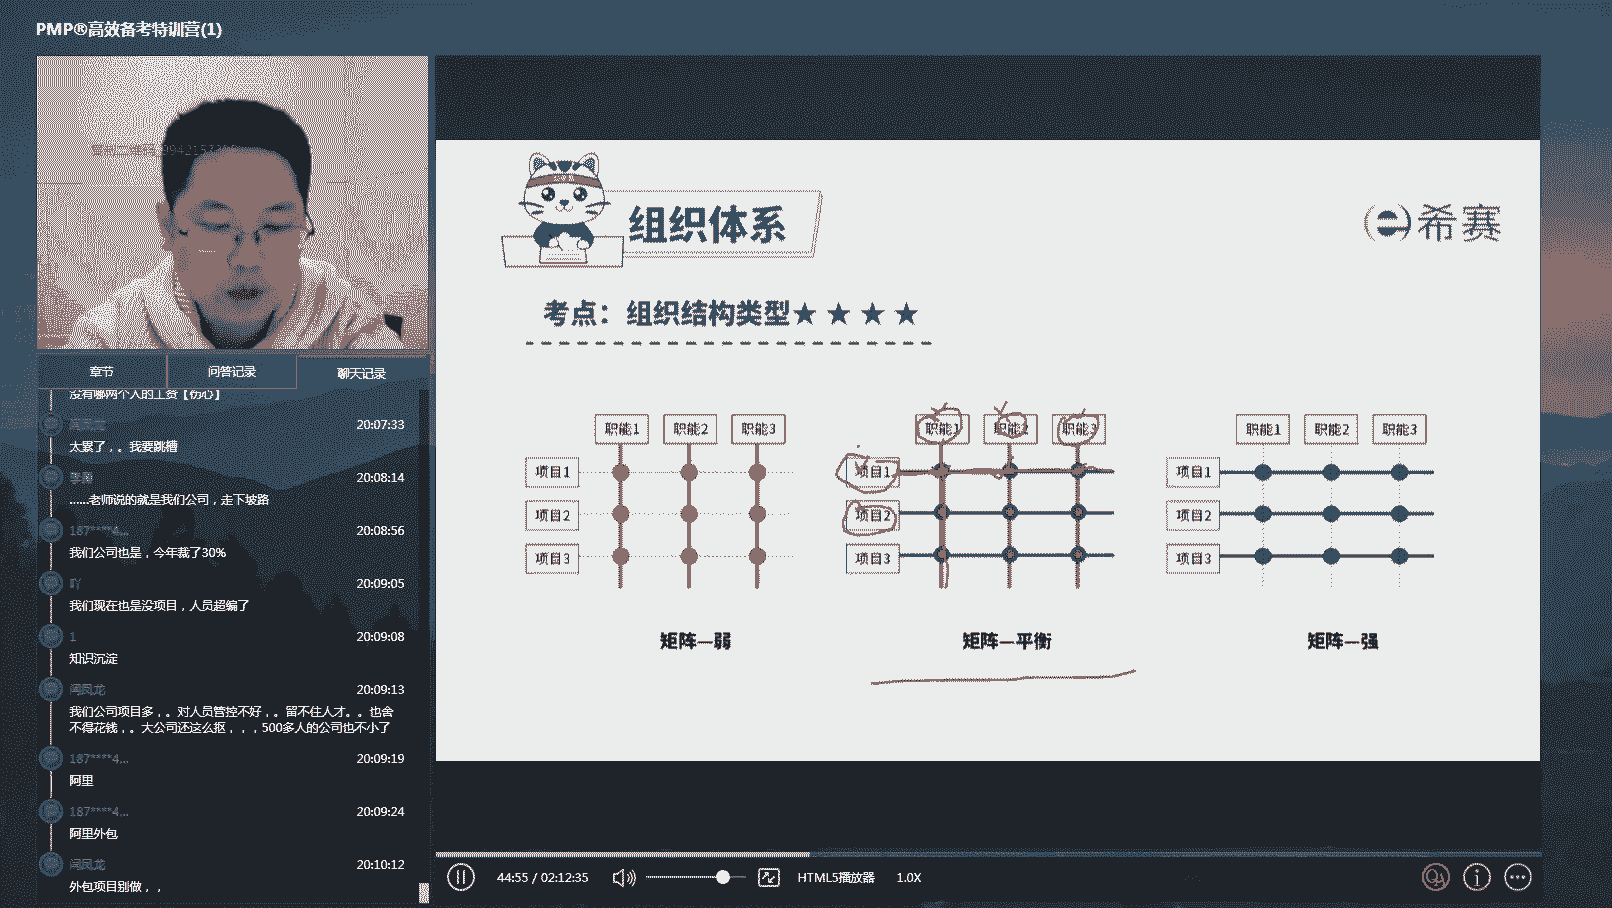 PMP®高效备考特训营(1)
章节
问答记录
聊天记录
没有哪两个人的工资【伤心】
20:07:33
太累了，。我要跳槽
20:08:14
……老师说的就是我们公司，走下坡路
187****4...
20:08:56
我们公司也是，今年裁了30%
吖
20:09:05
我们现在也是没项目，人员超编了
1
20:09:08
知识沉淀
闫凤龙
20:09:13
我们公司项目多，。对人员管控不好，。留不住人才。。也舍
不得花钱，。大公司还这么抠，，，500多人的公司也不小了
187****4...
20:09:19
阿里
187****4...
20:09:24
阿里外包
闫凤龙
20:10:12
外包项目别做，，
组织体系
希赛
考点：组织结构类型★★★★
职能1
职能2
职能3
项目1
项目2
项目3
矩阵—弱
职能1
职能2
职能3
项目1
项目2
项目3
矩阵—平衡
职能1
职能2
职能3
项目1
项目2
项目3
矩阵—强
44:55 / 02:12:35
HTML5播放器
1.0X